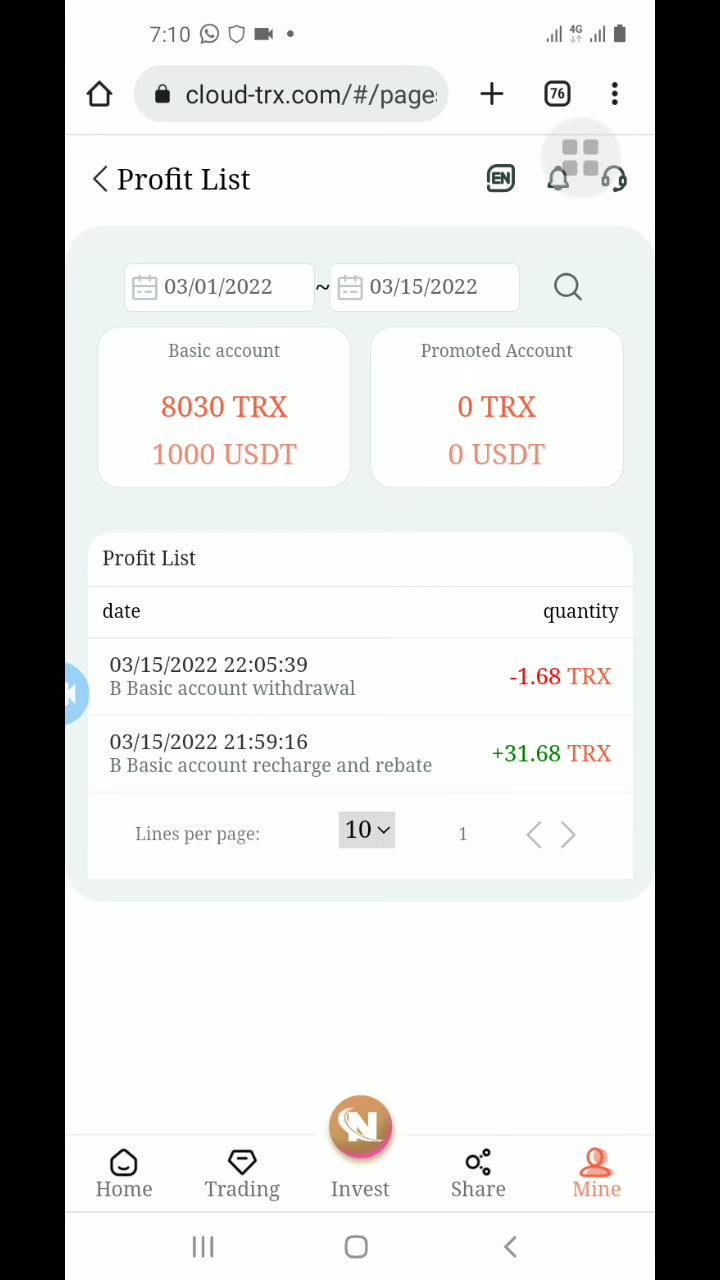 7:10
4G
cloud-trx.com/#/page
76
Profit List
EN
03/01/2022 ~ 03/15/2022
Basic account
8030 TRX
1000 USDT
Promoted Account
0 TRX
0 USDT
Profit List
date quantity
03/15/2022 22:05:39
B Basic account withdrawal
-1.68 TRX
03/15/2022 21:59:16
B Basic account recharge and rebate
+31.68 TRX
Lines per page: 10 1
N
Home Trading Invest Share Mine